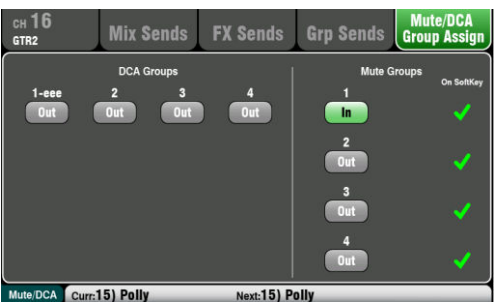 CH 16
GTR2
Mix Sends
FX Sends
Grp Sends
Mute/DCA
Group Assign
DCA Groups
1-eee 2 3 4
Out Out Out Out
Mute Groups
On SoftKey
1
In
2
Out
3
Out
4
Out
Mute/DCA Curr:15) Polly Next:15) Polly